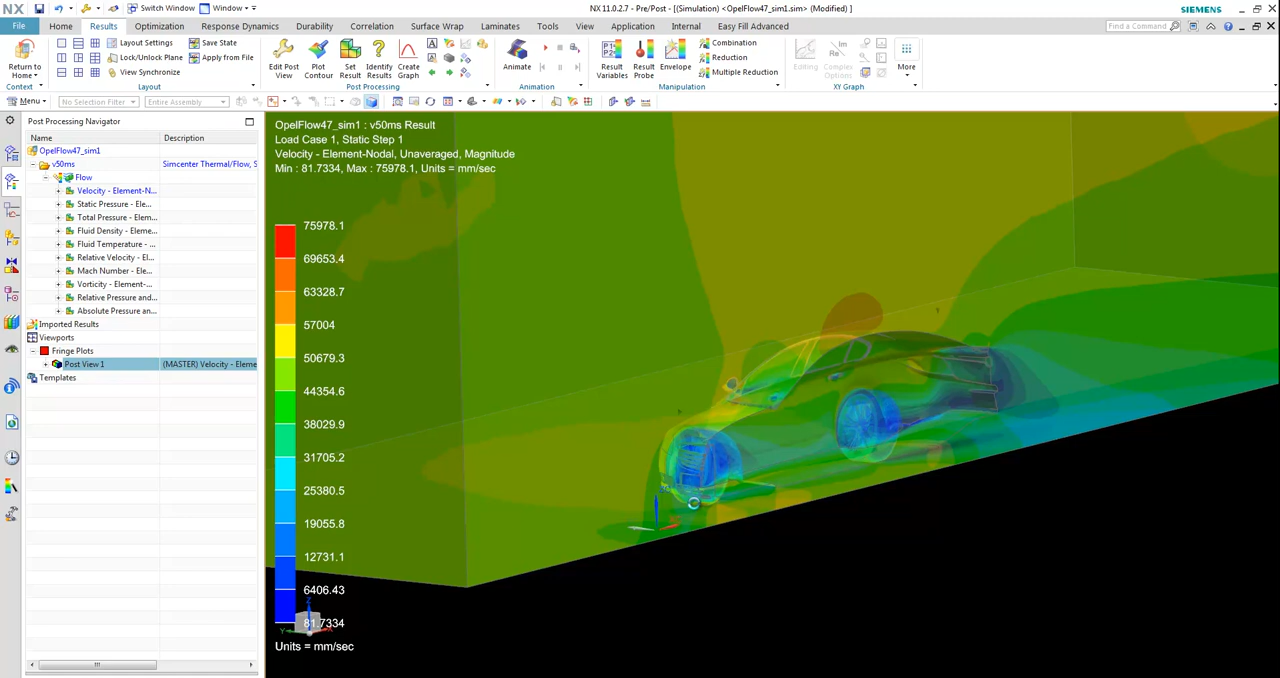 NX
Switch Window
Window
NX 11.0.2.7 - Pre/Post - [(Simulation) <OpelFlow47_sim1.sim> (Modified) ]
SIEMENS
File
Home
Results
Optimization
Response Dynamics
Durability
Correlation
Surface Wrap
Laminates
Tools
View
Application
Internal
Easy Fill Advanced
Find a Command
Return to Home
Layout Settings
Lock/Unlock Plane
View Synchronize
Save State
Apply from File
Edit Post View
Plot Contour
Set Result
Identify Results
Create Graph
Animate
Result Variables
Result Probe
Envelope
Combination
Reduction
Multiple Reduction
Editing
Complex Options
More
Context
Layout
Post Processing
Animation
Manipulation
XY Graph
Menu
No Selection Filter
Entire Assembly
Post Processing Navigator
Name
Description
OpelFlow47_sim1
v50ms
Simcenter Thermal/Flow, S
Flow
Velocity - Element-N...
Static Pressure - Ele...
Total Pressure - Elem...
Fluid Density - Eleme...
Fluid Temperature - ...
Relative Velocity - El...
Mach Number - Ele...
Vorticity - Element-...
Relative Pressure and...
Absolute Pressure an...
Imported Results
Viewports
Fringe Plots
Post View 1
(MASTER) Velocity - Eleme
Templates
OpelFlow47_sim1 : v50ms Result
Load Case 1, Static Step 1
Velocity - Element-Nodal, Unaveraged, Magnitude
Min : 81.7334, Max : 75978.1, Units = mm/sec
75978.1
69653.4
63328.7
57004
50679.3
44354.6
38029.9
31705.2
25380.5
19055.8
12731.1
6406.43
81.7334
Units = mm/sec
Z
Y
X